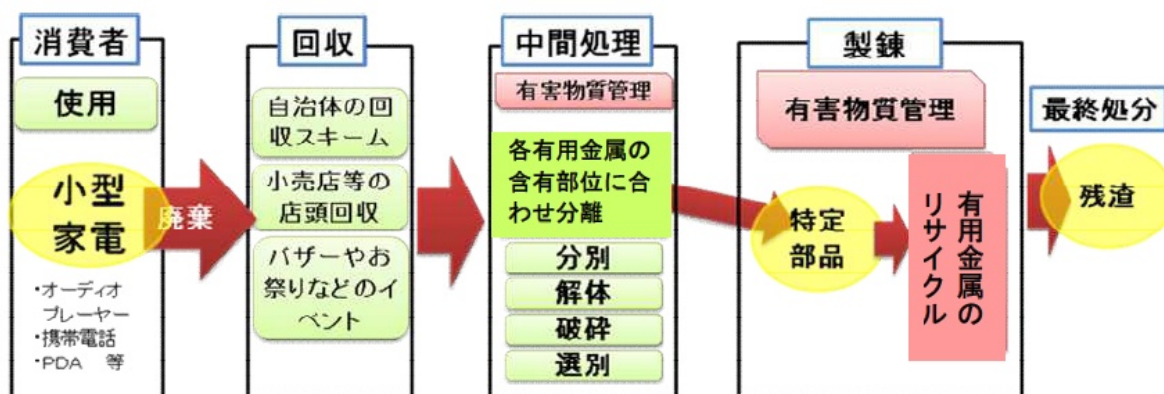 消費者
使用
小型
家電
・オーディオ
プレーヤー
・携帯電話
・PDA 等
廃棄
回収
自治体の回
収スキーム
小売店等の
店頭回収
バザーやお
祭りなどのイ
ベント
中間処理
有害物質管理
各有用金属の
含有部位に合
わせ分離
分別
解体
破砕
選別
製錬
有害物質管理
特定
部品
有用金属の
リサイクル
最終処分
残渣